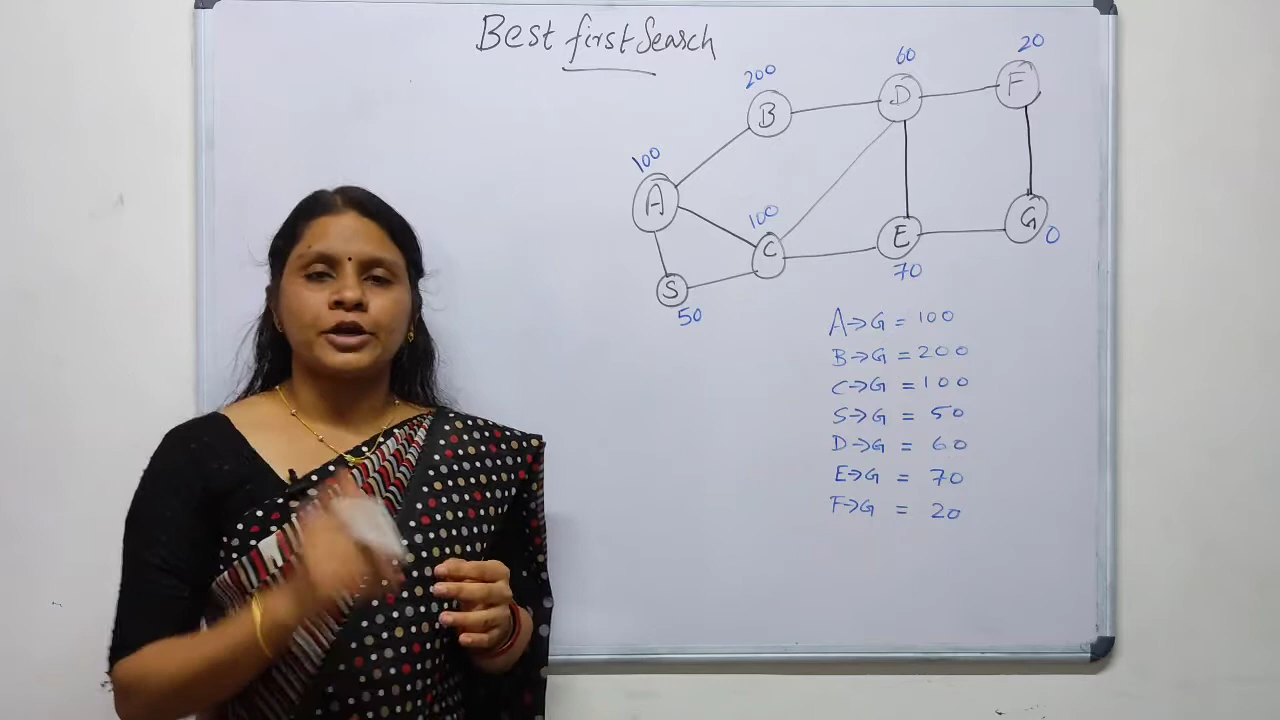 Best first Search
20
60
F
200
D
B
100
A
100
G
C
E
0
S
70
50
A→G = 100
B→G = 200
C→G = 100
S→G = 50
D→G = 60
E→G = 70
F→G = 20